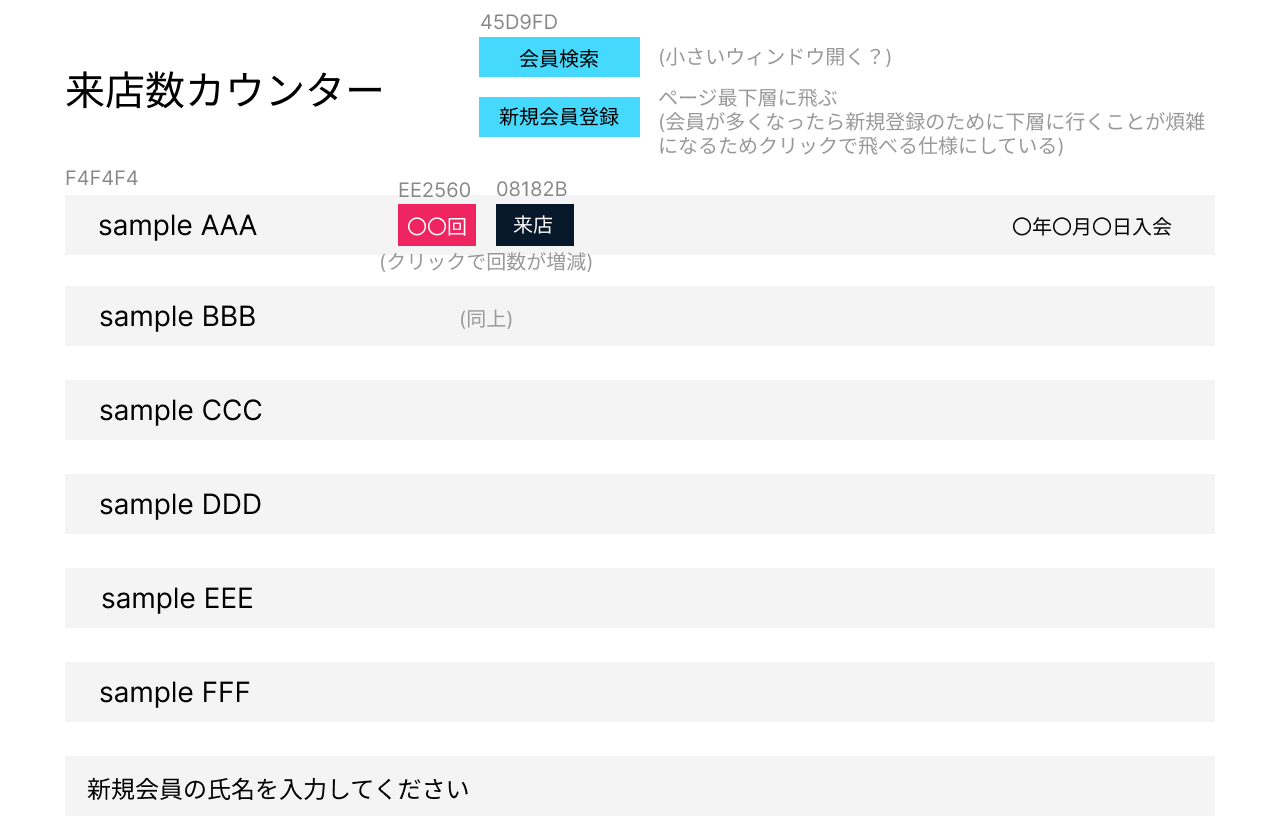 45D9FD
会員検索
(小さいウィンドウ開く？)
来店数カウンター
新規会員登録
ページ最下層に飛ぶ
(会員が多くなったら新規登録のために下層に行くことが煩雑
になるためクリックで飛べる仕様にしている)
F4F4F4
EE2560
08182B
sample AAA
〇〇回
来店
〇年〇月〇日入会
(クリックで回数が増減)
sample BBB
(同上)
sample CCC
sample DDD
sample EEE
sample FFF
新規会員の氏名を入力してください